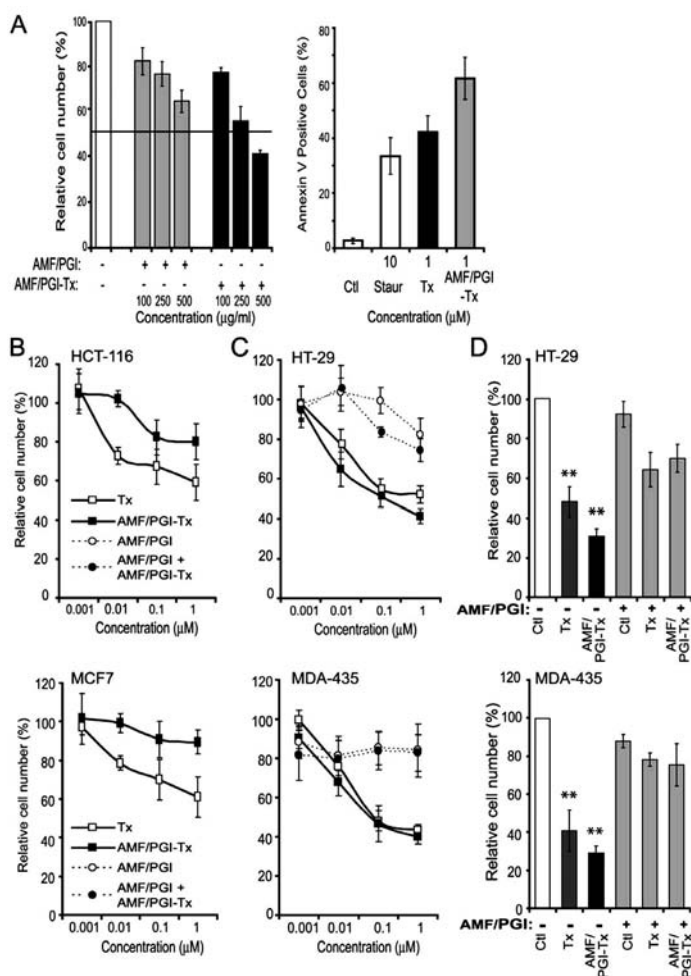 A
Relative cell number (%)
100
80
60
40
20
0
AMF/PGI: - + + + - - -
AMF/PGI-Tx: - - - - + + +
100 250 500 100 250 500
Concentration (µg/ml)
Annexin V Positive Cells (%)
80
60
40
20
0
10 1 1
Ctl Staur Tx AMF/PGI
-Tx
Concentration (µM)
B
HCT-116
Relative cell number (%)
120
100
80
60
40
20
0
Tx
AMF/PGI-Tx
AMF/PGI
AMF/PGI +
AMF/PGI-Tx
0.001 0.01 0.1 1
Concentration (µM)
C
HT-29
120
100
80
60
40
20
0
0.001 0.01 0.1 1
Concentration (µM)
D
HT-29
Relative cell number (%)
120
100
80
60
40
20
0
**
**
AMF/PGI: - - - + + +
Ctl
Tx
AMF/
PGI-Tx
Ctl
Tx
AMF/
PGI-Tx
MCF7
Relative cell number (%)
120
100
80
60
40
20
0
Tx
AMF/PGI-Tx
AMF/PGI
AMF/PGI +
AMF/PGI-Tx
0.001 0.01 0.1 1
Concentration (µM)
MDA-435
120
100
80
60
40
20
0
0.001 0.01 0.1 1
Concentration (µM)
MDA-435
Relative cell number (%)
120
100
80
60
40
20
0
**
**
AMF/PGI: - - - + + +
Ctl
Tx
AMF/
PGI-Tx
Ctl
Tx
AMF/
PGI-Tx